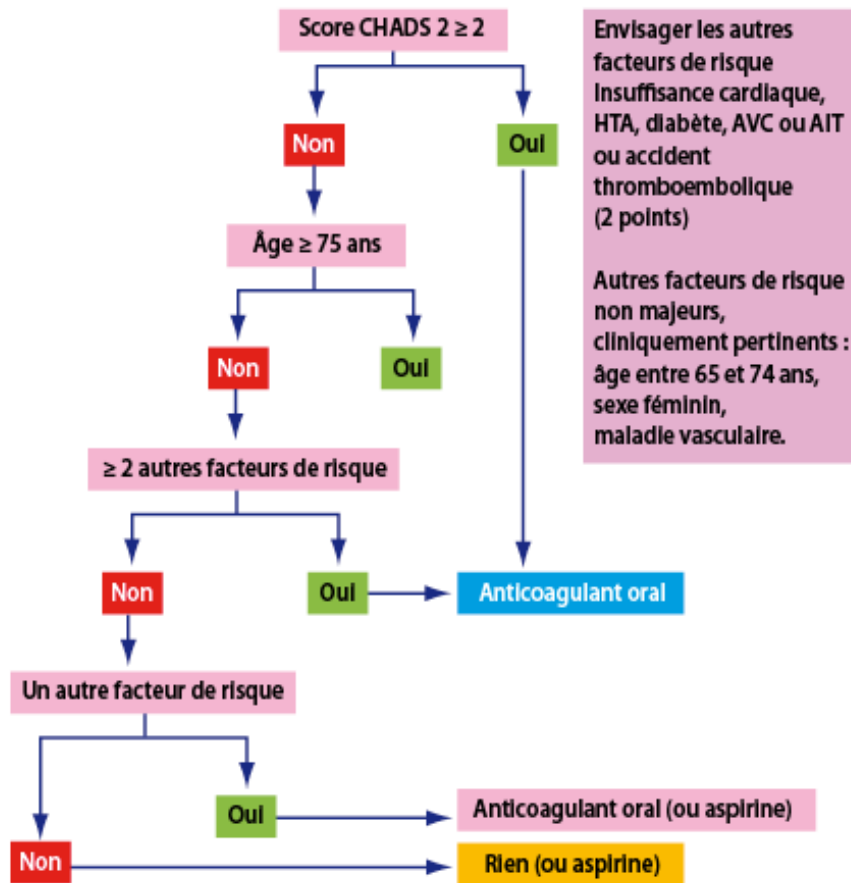 Score CHADS 2 ≥ 2
Non
Oui
Âge ≥ 75 ans
Non
Oui
≥ 2 autres facteurs de risque
Non
Oui
Anticoagulant oral
Un autre facteur de risque
Oui
Anticoagulant oral (ou aspirine)
Non
Rien (ou aspirine)
Envisager les autres
facteurs de risque
Insuffisance cardiaque,
HTA, diabète, AVC ou AIT
ou accident
thromboembolique
(2 points)
Autres facteurs de risque
non majeurs,
cliniquement pertinents :
âge entre 65 et 74 ans,
sexe féminin,
maladie vasculaire.